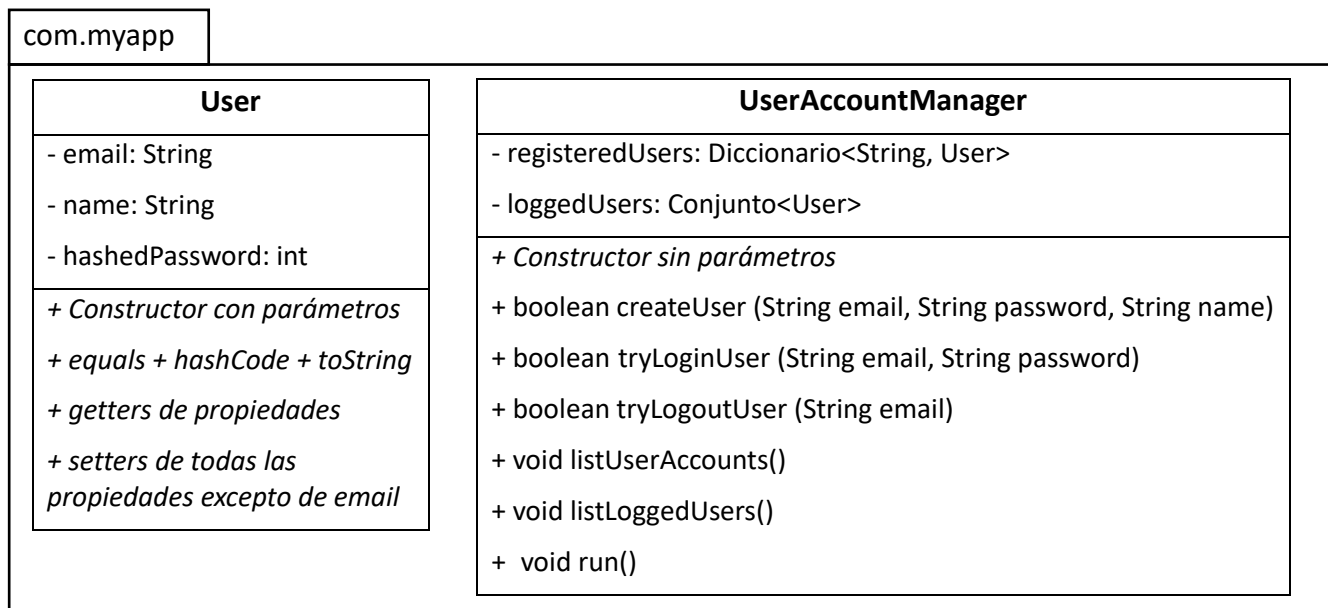 com.myapp
User
- email: String
- name: String
- hashedPassword: int
+ Constructor con parámetros
+ equals + hashCode + toString
+ getters de propiedades
+ setters de todas las
propiedades excepto de email
UserAccountManager
- registeredUsers: Diccionario<String, User>
- loggedUsers: Conjunto<User>
+ Constructor sin parámetros
+ boolean createUser (String email, String password, String name)
+ boolean tryLoginUser (String email, String password)
+ boolean tryLogoutUser (String email)
+ void listUserAccounts()
+ void listLoggedUsers()
+ void run()